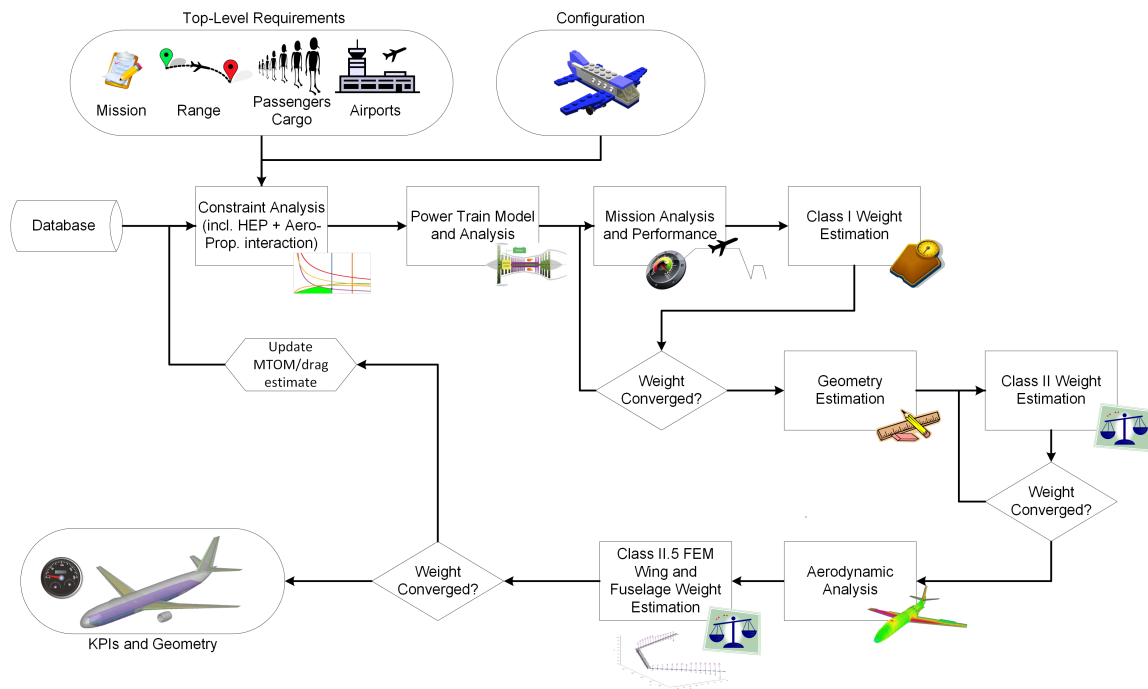 Top-Level Requirements
Configuration
Mission
Range
Passengers
Cargo
Airports
Database
Constraint Analysis
(incl. HEP + Aero-
Prop. interaction)
Power Train Model
and Analysis
Mission Analysis
and Performance
Class I Weight
Estimation
Update
MTOM/drag
estimate
Weight
Converged?
Geometry
Estimation
Class II Weight
Estimation
Weight
Converged?
KPIs and Geometry
Weight
Converged?
Class II.5 FEM
Wing and
Fuselage Weight
Estimation
Aerodynamic
Analysis